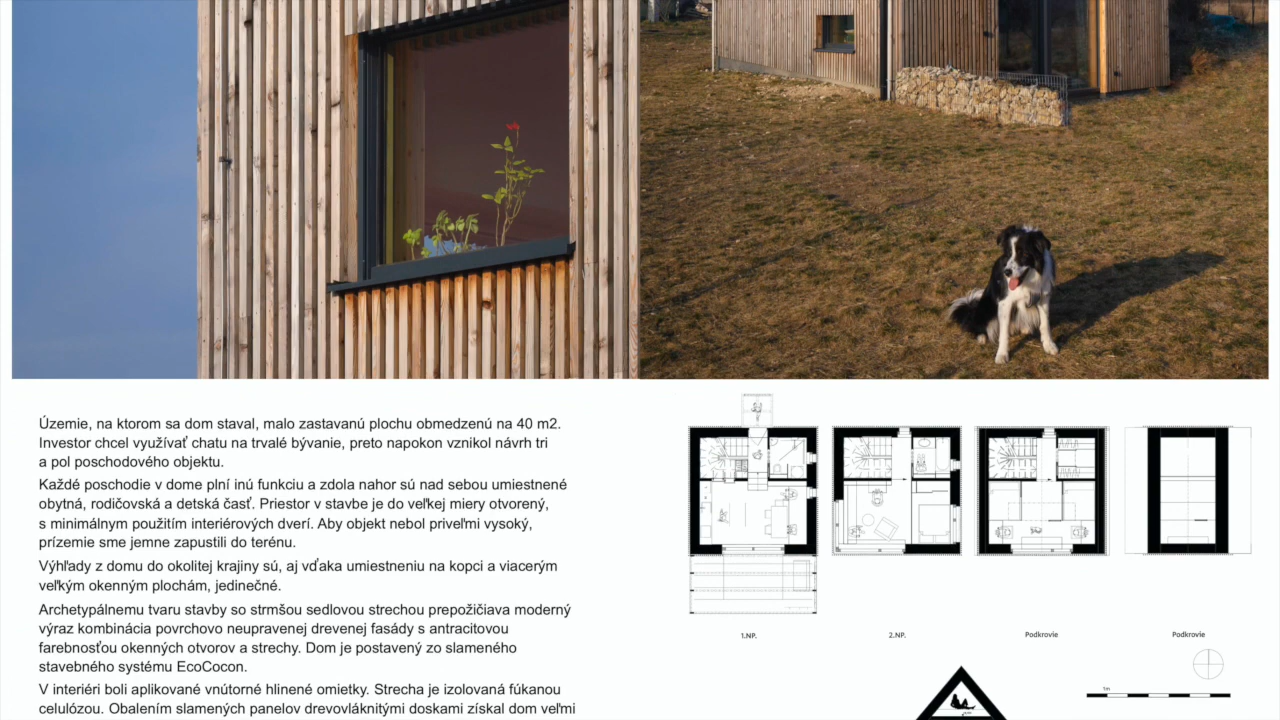 Územie, na ktorom sa dom staval, malo zastavanú plochu obmedzenú na 40 m2.
Investor chcel využívať chatu na trvalé bývanie, preto napokon vznikol návrh tri
a pol poschodového objektu.
Každé poschodie v dome plní inú funkciu a zdola nahor sú nad sebou umiestnené
obytná, rodičovská a detská časť. Priestor v stavbe je do veľkej miery otvorený,
s minimálnym použitím interiérových dverí. Aby objekt nebol priveľmi vysoký,
prízemie sme jemne zapustili do terénu.
Výhľady z domu do okolitej krajiny sú, aj vďaka umiestneniu na kopci a viacerým
veľkým okenným plochám, jedinečné.
Archetypálnemu tvaru stavby so strmšou sedlovou strechou prepožičiava moderný
výraz kombinácia povrchovo neupravenej drevenej fasády s antracitovou
farebnosťou okenných otvorov a strechy. Dom je postavený zo slameného
stavebného systému EcoCocon.
V interiéri boli aplikované vnútorné hlinené omietky. Strecha je izolovaná fúkanou
celulózou. Obalením slamených panelov drevovláknitými doskami získal dom veľmi
1.NP.
2.NP.
Podkrovie
Podkrovie
1m